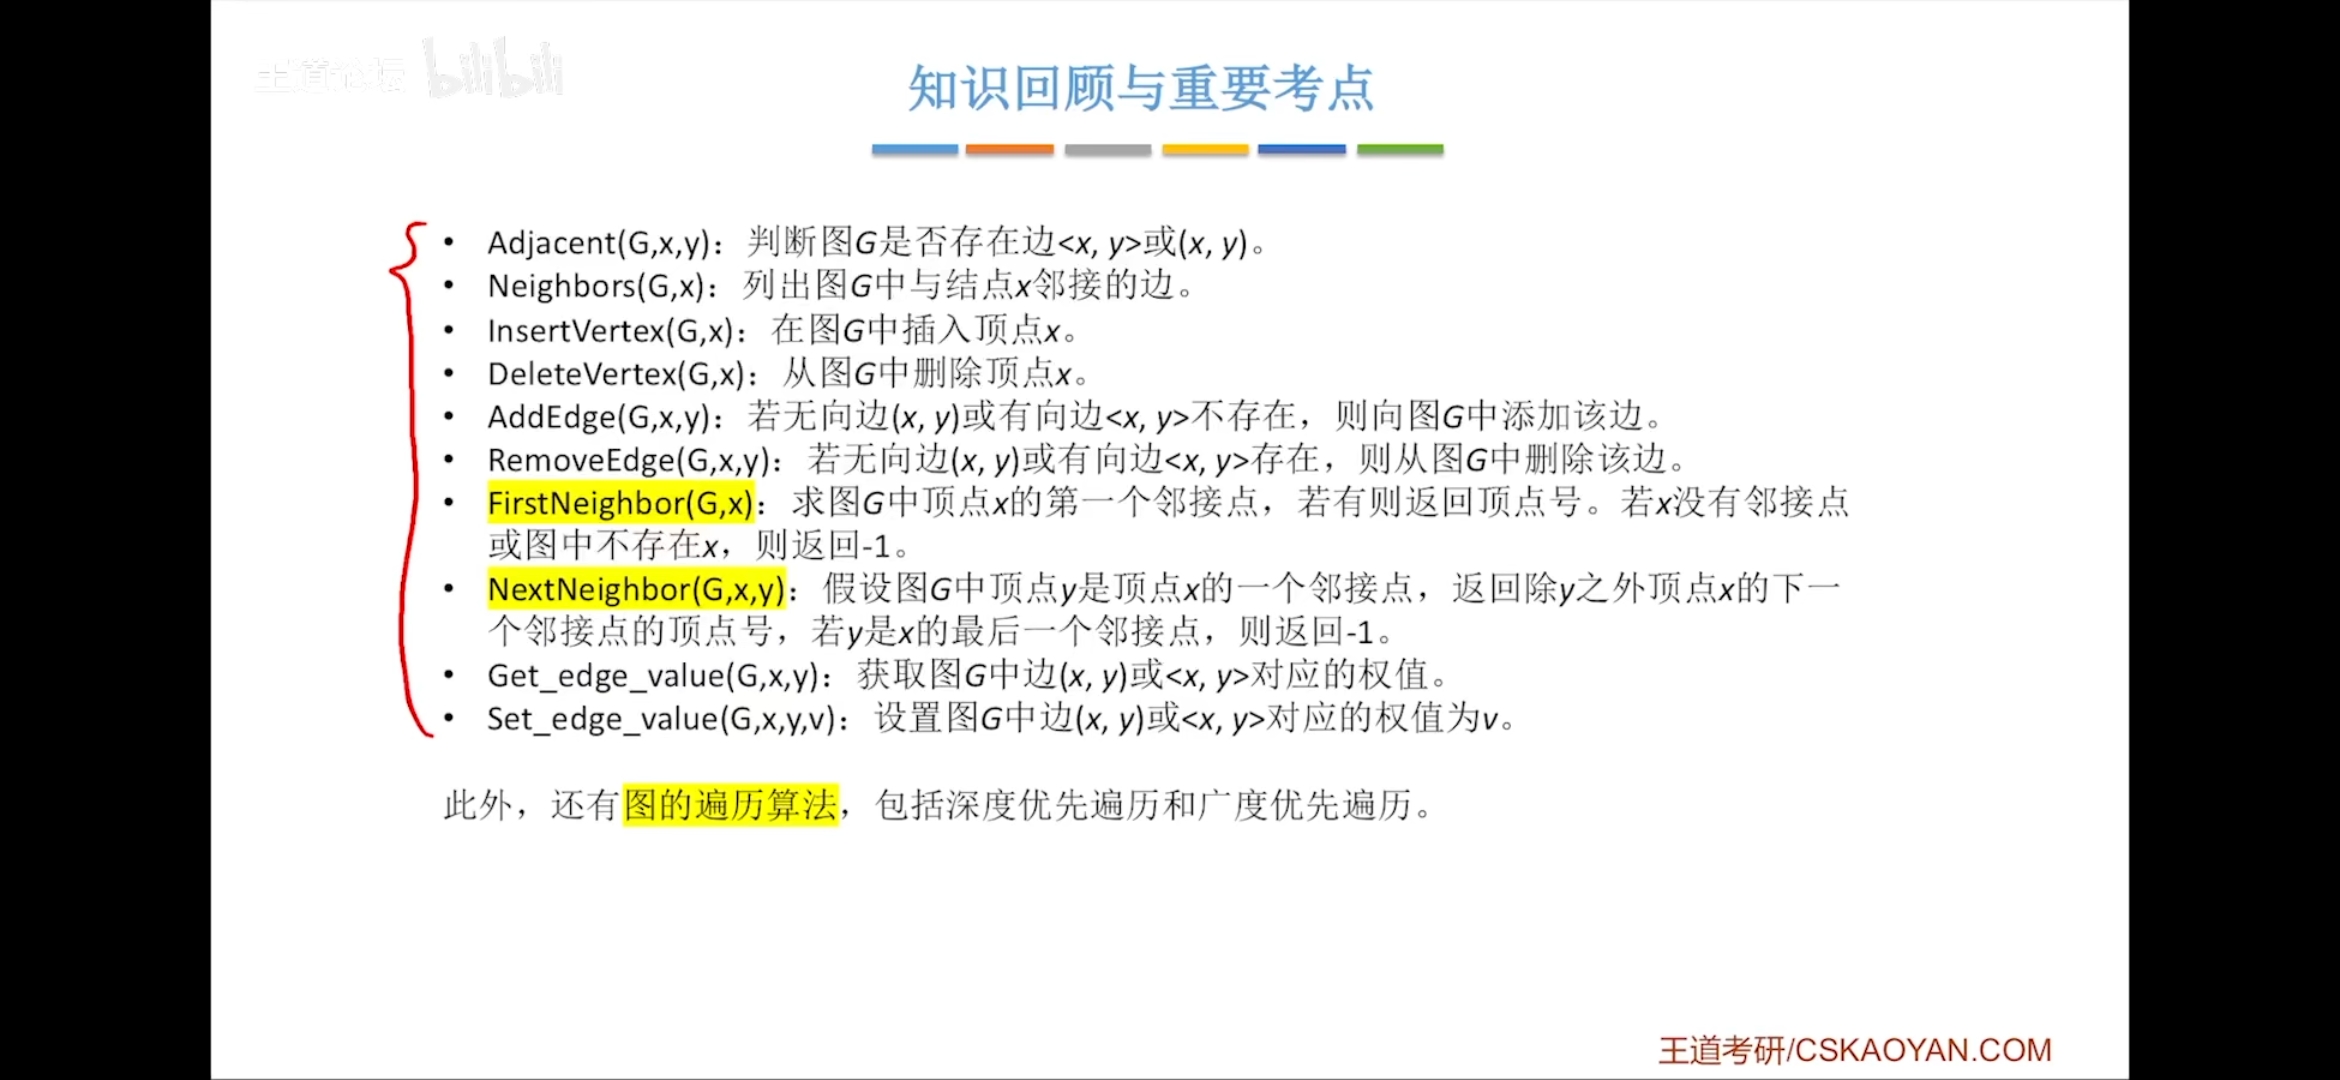 王道论坛 bilibili
知识回顾与重要考点
• Adjacent(G,x,y)：判断图G是否存在边<x, y>或(x, y)。
• Neighbors(G,x)：列出图G中与结点x邻接的边。
• InsertVertex(G,x)：在图G中插入顶点x。
• DeleteVertex(G,x)：从图G中删除顶点x。
• AddEdge(G,x,y)：若无向边(x, y)或有向边<x, y>不存在，则向图G中添加该边。
• RemoveEdge(G,x,y)：若无向边(x, y)或有向边<x, y>存在，则从图G中删除该边。
• FirstNeighbor(G,x)：求图G中顶点x的第一个邻接点，若有则返回顶点号。若x没有邻接点
或图中不存在x，则返回-1。
• NextNeighbor(G,x,y)：假设图G中顶点y是顶点x的一个邻接点，返回除y之外顶点x的下一
个邻接点的顶点号，若y是x的最后一个邻接点，则返回-1。
• Get_edge_value(G,x,y)：获取图G中边(x, y)或<x, y>对应的权值。
• Set_edge_value(G,x,y,v)：设置图G中边(x, y)或<x, y>对应的权值为v。
此外，还有图的遍历算法，包括深度优先遍历和广度优先遍历。
王道考研/CSKAOYAN.COM